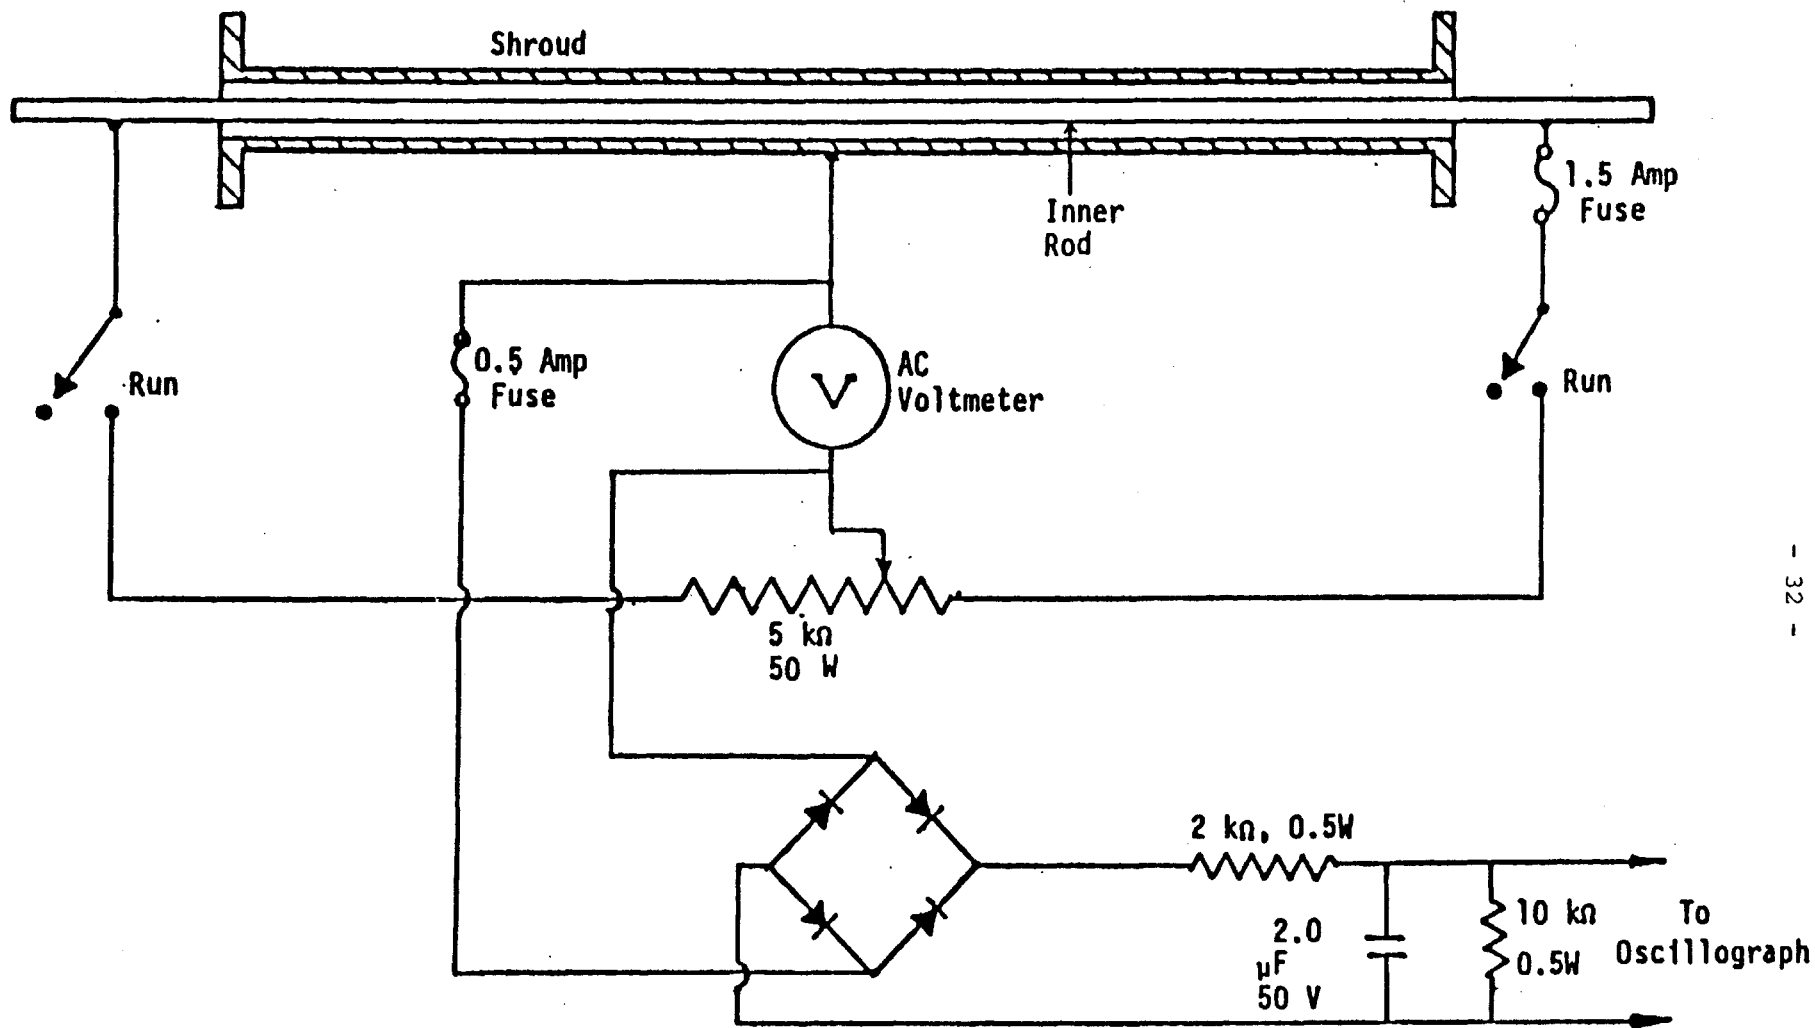 Shroud
Inner
Rod
1.5 Amp
Fuse
0.5 Amp
Fuse
V
AC
Voltmeter
Run
Run
5 kΩ
50 W
- 32 -
2 kΩ, 0.5W
2.0
µF
50 V
10 kΩ
0.5W
To
Oscillograph